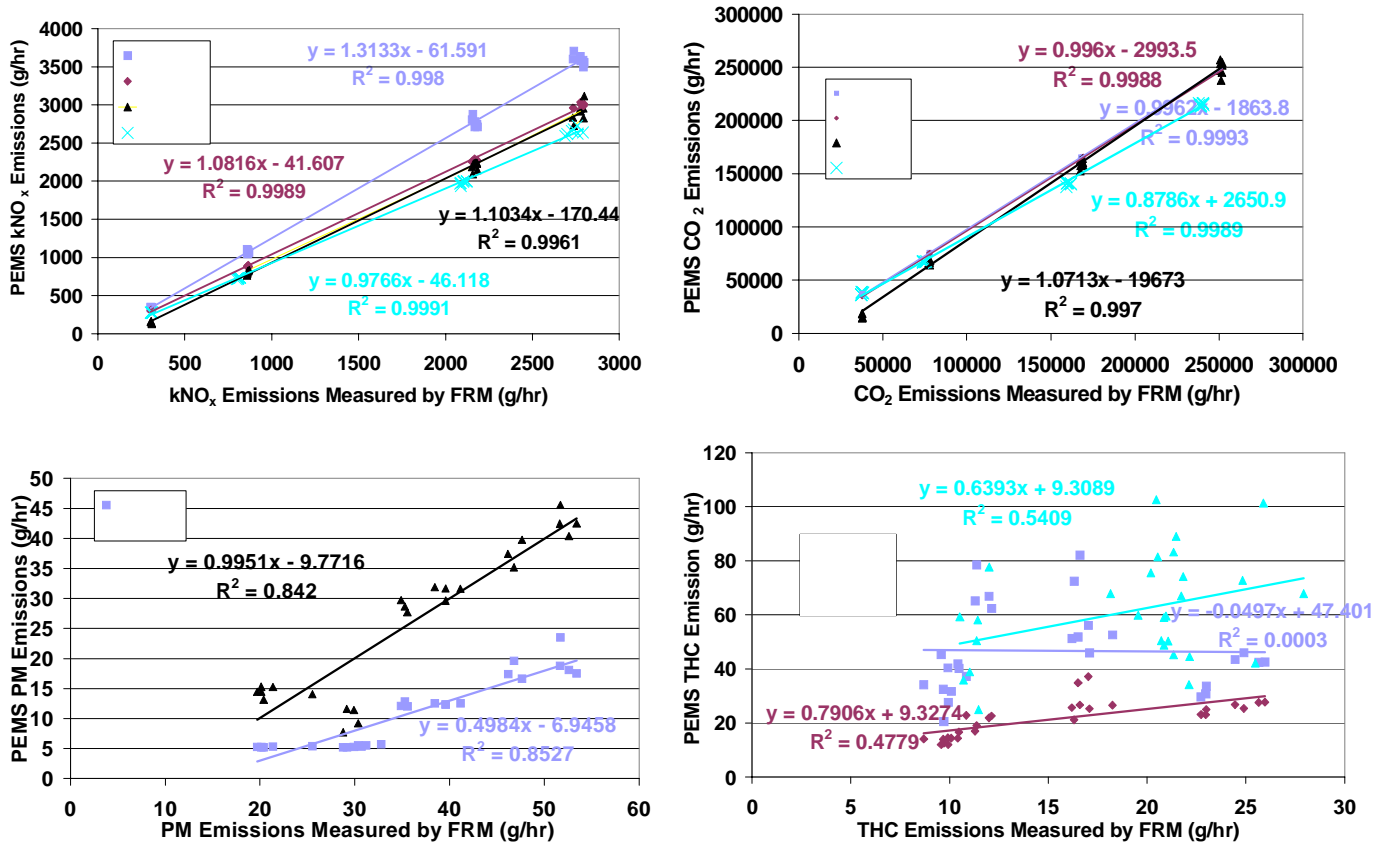 4000
3500
3000
2500
2000
1500
1000
500
0
PEMS kNOx Emissions (g/hr)
y = 1.3133x - 61.591
R2 = 0.998
y = 1.0816x - 41.607
R2 = 0.9989
y = 1.1034x - 170.44
R2 = 0.9961
y = 0.9766x - 46.118
R2 = 0.9991
0 500 1000 1500 2000 2500 3000
kNOx Emissions Measured by FRM (g/hr)
300000
250000
200000
150000
100000
50000
0
PEMS CO2 Emissions (g/hr)
y = 0.996x - 2993.5
R2 = 0.9988
y = 0.9962x - 1863.8
R2 = 0.9993
y = 0.8786x + 2650.9
R2 = 0.9989
y = 1.0713x - 19673
R2 = 0.997
0 50000 100000 150000 200000 250000 300000
CO2 Emissions Measured by FRM (g/hr)
50
45
40
35
30
25
20
15
10
5
0
PEMS PM Emissions (g/hr)
y = 0.9951x - 9.7716
R2 = 0.842
y = 0.4984x - 6.9458
R2 = 0.8527
0 10 20 30 40 50 60
PM Emissions Measured by FRM (g/hr)
120
100
80
60
40
20
0
PEMS THC Emission (g/hr)
y = 0.6393x + 9.3089
R2 = 0.5409
y = -0.0497x + 47.401
R2 = 0.0003
y = 0.7906x + 9.3274
R2 = 0.4779
0 5 10 15 20 25 30
THC Emissions Measured by FRM (g/hr)